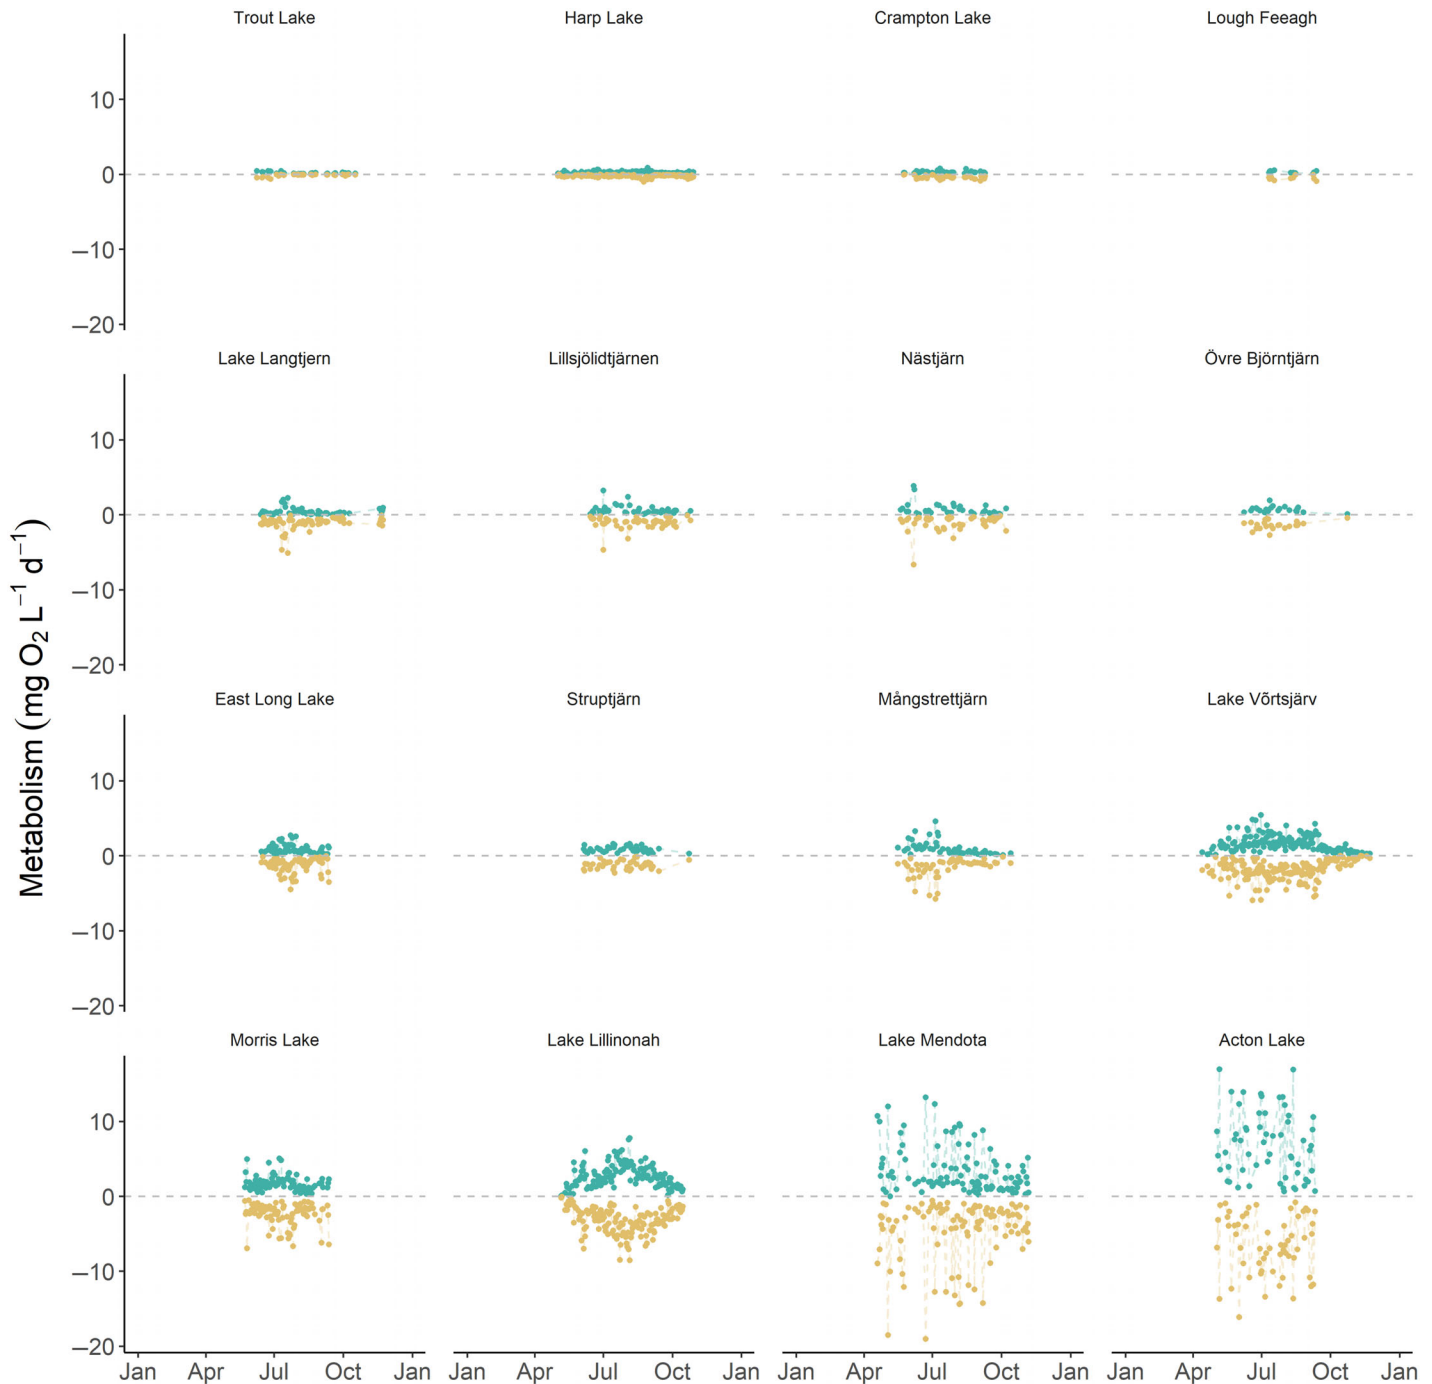 Trout Lake Harp Lake Crampton Lake Lough Feeagh
10
0
–10
–20
Lake Langtjern Lillsjölidtjärnen Nästjärn Övre Björntjärn
10
0
–10
–20
Metabolism (mg O₂ L⁻¹ d⁻¹)
East Long Lake Struptjärn Mångstrettjärn Lake Võrtsjärv
10
0
–10
–20
Morris Lake Lake Lillinonah Lake Mendota Acton Lake
10
0
–10
–20
Jan Apr Jul Oct Jan Jan Apr Jul Oct Jan Jan Apr Jul Oct Jan Jan Apr Jul Oct Jan